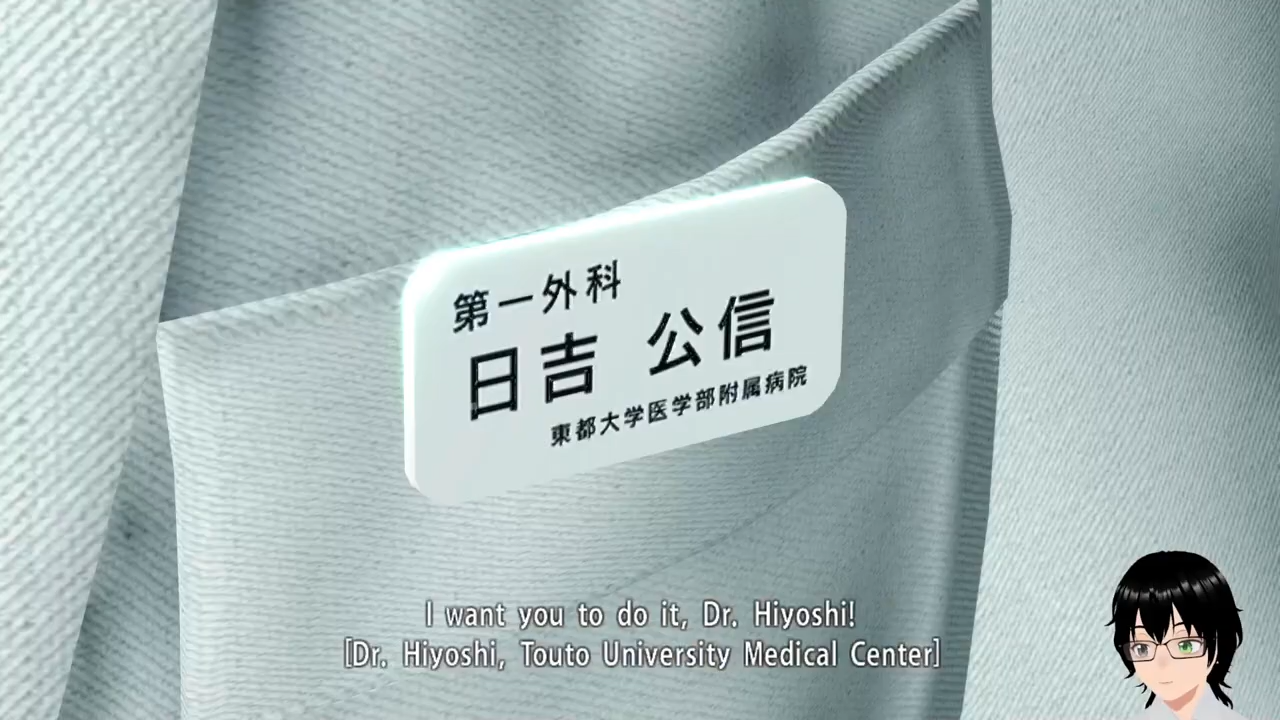 第一外科
日吉 公信
東都大学医学部附属病院
I want you to do it, Dr. Hiyoshi!
[Dr. Hiyoshi, Touto University Medical Center]